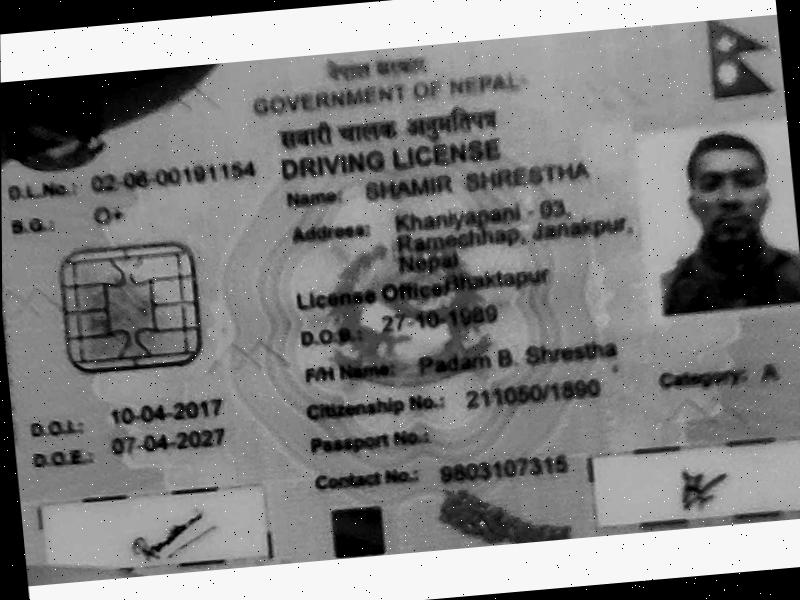 नेपाल सरकार
GOVERNMENT OF NEPAL
सवारी चालक अनुमतिपत्र
DRIVING LICENSE
D.L.No.: 02-06-00191154
B.G.: O+
Name: SHAMIR SHRESTHA
Address: Khaniyapani - 03,
Ramechhap, Janakpur,
Nepal
License Office: Bhaktapur
D.O.B.: 27-10-1989
F/H Name: Padam B. Shrestha
Citizenship No.: 211050/1890
Category: A
D.O.I.: 10-04-2017
D.O.E.: 07-04-2027
Passport No.:
Contact No.: 9803107315